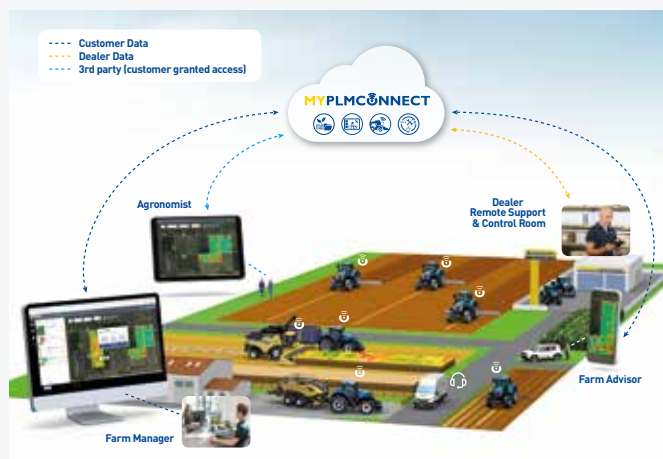 Customer Data
Dealer Data
3rd party (customer granted access)
MYPLMCONNECT
Agronomist
Dealer
Remote Support
& Control Room
Farm Advisor
Farm Manager